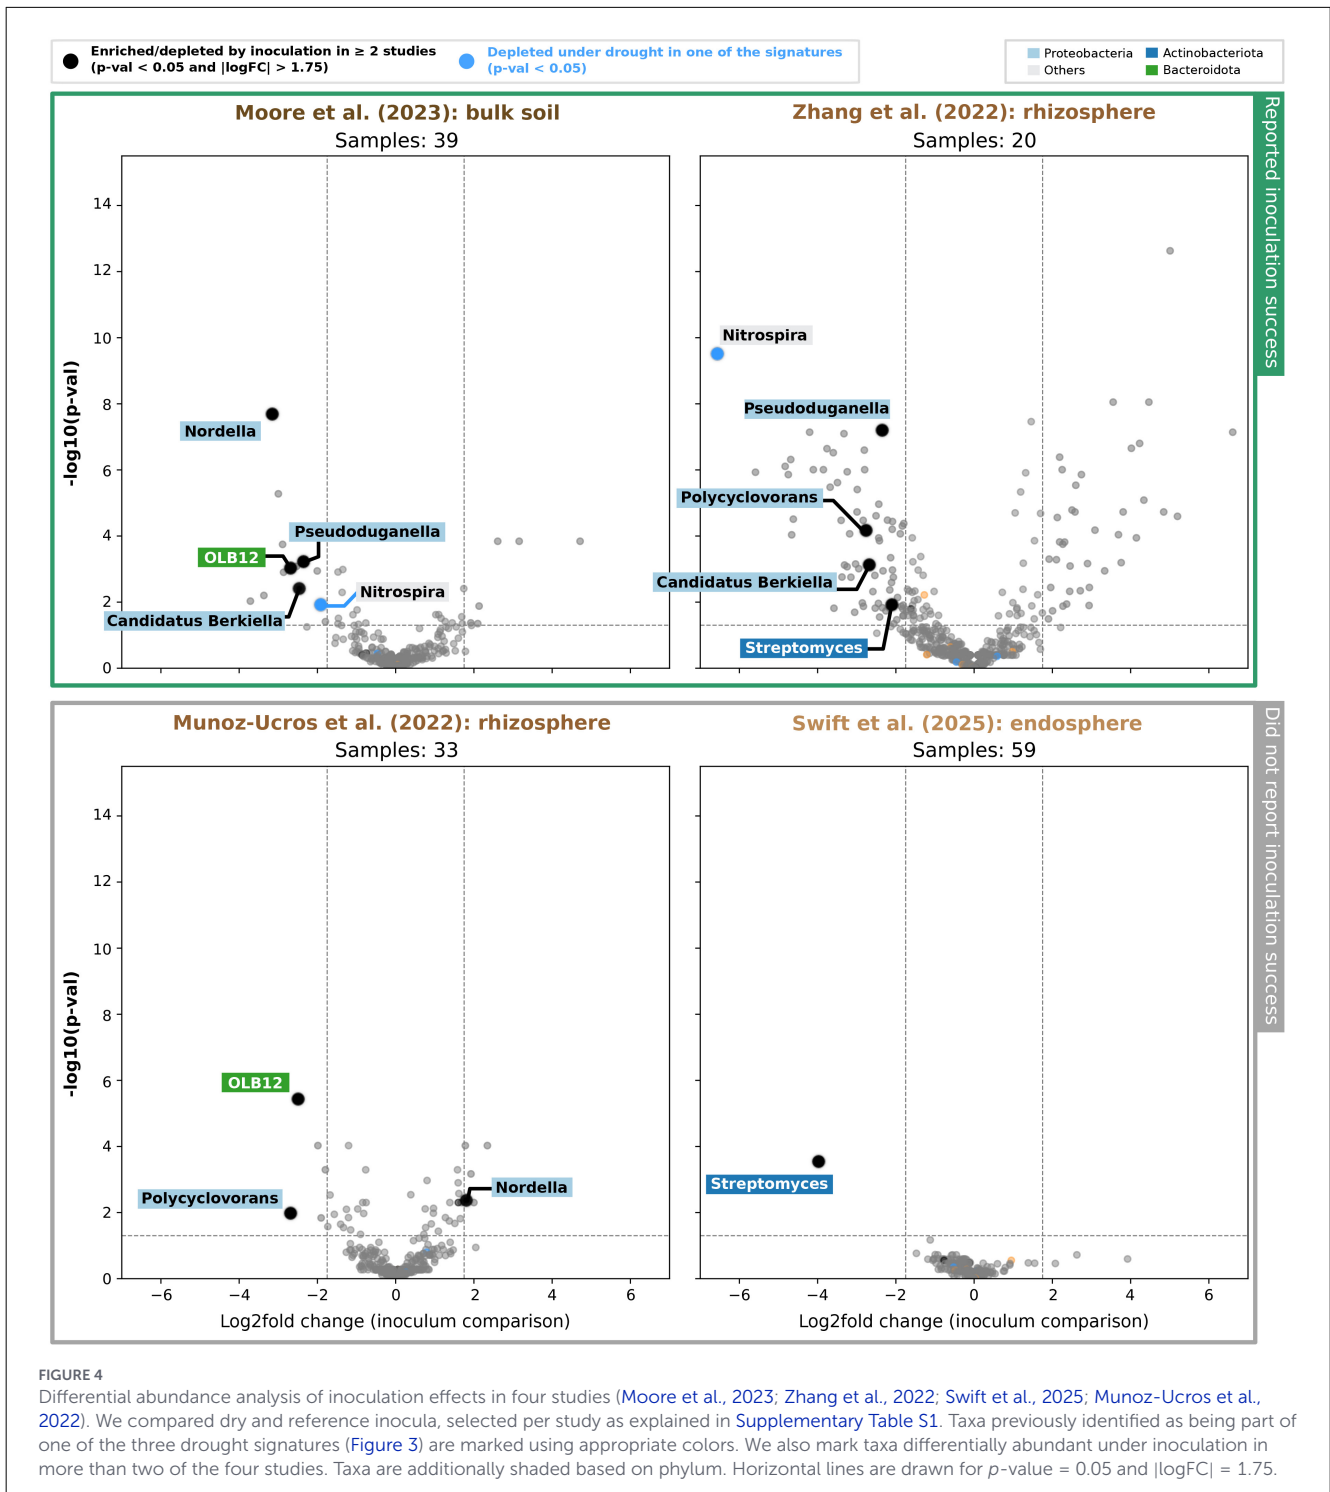 Enriched/depleted by inoculation in ≥ 2 studies
(p-val < 0.05 and |logFC| > 1.75)
Depleted under drought in one of the signatures
(p-val < 0.05)
Proteobacteria
Actinobacteriota
Others
Bacteroidota
Reported inoculation success
Moore et al. (2023): bulk soil
Samples: 39
-log10(p-val)
14
12
10
8
6
4
2
0
Nordella
Pseudoduganella
OLB12
Nitrospira
Candidatus Berkiella
Zhang et al. (2022): rhizosphere
Samples: 20
Nitrospira
Pseudoduganella
Polycyclovorans
Candidatus Berkiella
Streptomyces
Did not report inoculation success
Munoz-Ucros et al. (2022): rhizosphere
Samples: 33
-log10(p-val)
14
12
10
8
6
4
2
0
OLB12
Polycyclovorans
Nordella
−6 −4 −2 0 2 4 6
Log2fold change (inoculum comparison)
Swift et al. (2025): endosphere
Samples: 59
Streptomyces
−6 −4 −2 0 2 4 6
Log2fold change (inoculum comparison)
FIGURE 4
Differential abundance analysis of inoculation effects in four studies (Moore et al., 2023; Zhang et al., 2022; Swift et al., 2025; Munoz-Ucros et al.,
2022). We compared dry and reference inocula, selected per study as explained in Supplementary Table S1. Taxa previously identified as being part of
one of the three drought signatures (Figure 3) are marked using appropriate colors. We also mark taxa differentially abundant under inoculation in
more than two of the four studies. Taxa are additionally shaded based on phylum. Horizontal lines are drawn for p-value = 0.05 and |logFC| = 1.75.